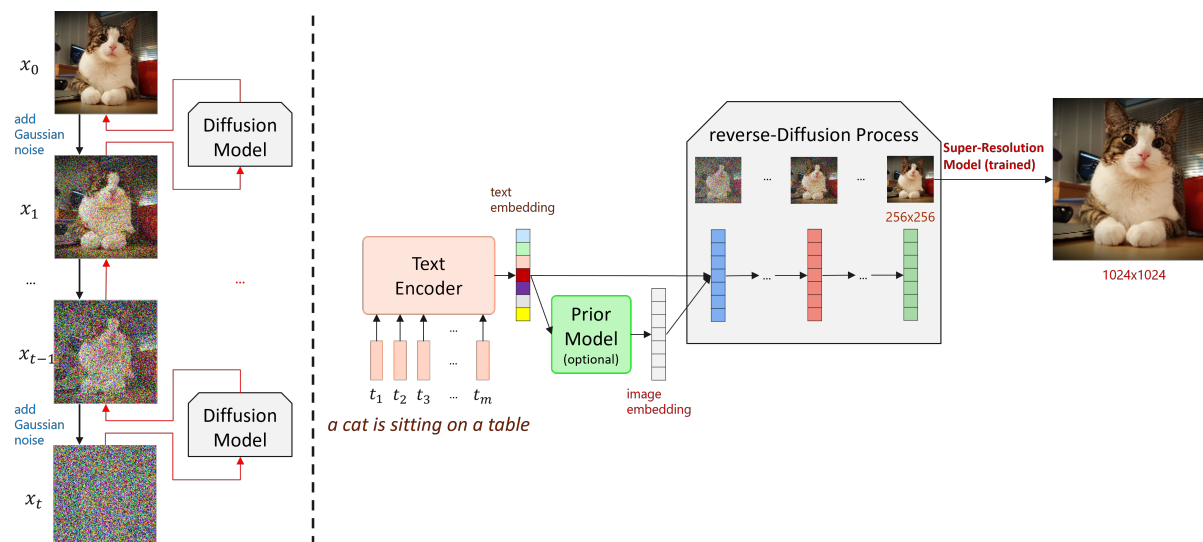 x₀
add
Gaussian
noise
Diffusion
Model
x₁
...
...
xₜ₋₁
add
Gaussian
noise
Diffusion
Model
xₜ
text
embedding
Text
Encoder
...
...
t₁ t₂ t₃ ... tₘ
a cat is sitting on a table
Prior
Model
(optional)
image
embedding
reverse-Diffusion Process
... ...
256x256
... ...
Super-Resolution
Model (trained)
1024x1024